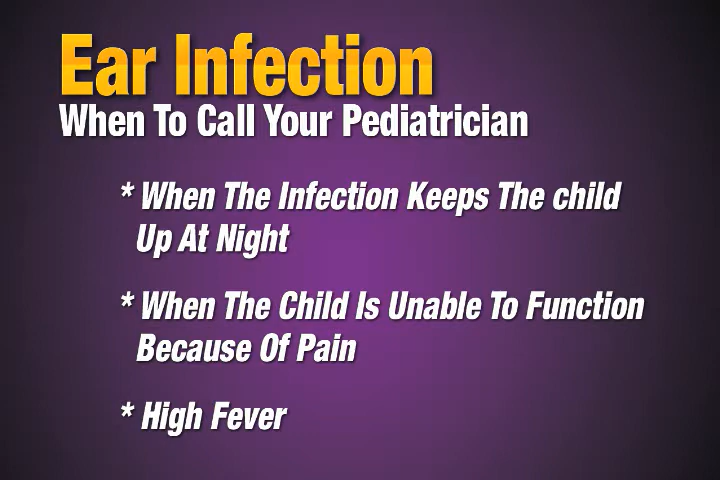 Ear Infection
When To Call Your Pediatrician
* When The Infection Keeps The child
Up At Night
* When The Child Is Unable To Function
Because Of Pain
* High Fever